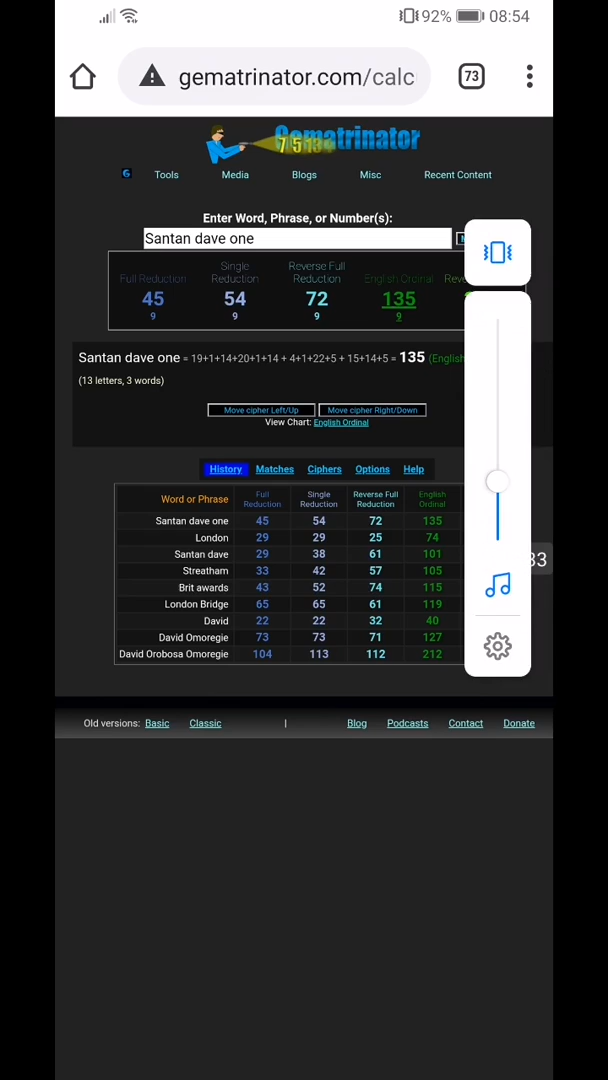 92% 08:54
gematrinator.com/calc 73
Gematrinator
Tools Media Blogs Misc Recent Content
Enter Word, Phrase, or Number(s):
Santan dave one
Full Reduction Single Reduction Reverse Full Reduction English Ordinal
45 54 72 135
9 9 9 9
Santan dave one = 19+1+14+20+1+14 + 4+1+22+5 + 15+14+5 = 135 (English
(13 letters, 3 words)
Move cipher Left/Up Move cipher Right/Down
View Chart: English Ordinal
History Matches Ciphers Options Help
Word or Phrase Full Reduction Single Reduction Reverse Full Reduction English Ordinal
Santan dave one 45 54 72 135
London 29 29 25 74
Santan dave 29 38 61 101
Streatham 33 42 57 105
Brit awards 43 52 74 115
London Bridge 65 65 61 119
David 22 22 32 40
David Omoregie 73 73 71 127
David Orobosa Omoregie 104 113 112 212
Old versions: Basic Classic | Blog Podcasts Contact Donate